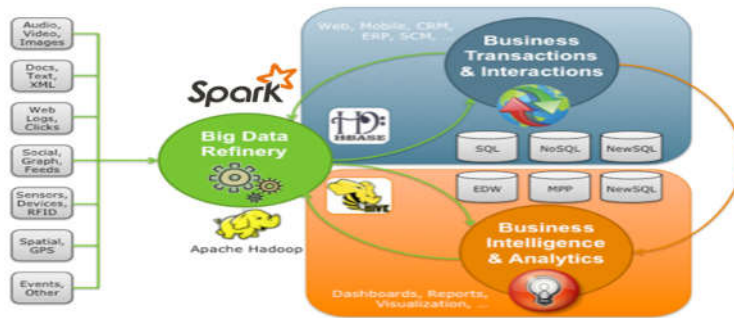 Audio,
Video,
Images
Docs,
Text,
XML
Web
Logs,
Clicks
Social,
Graph,
Feeds
Sensors,
Devices,
RFID
Spatial,
GPS
Events,
Other
Spark
Big Data
Refinery
Apache Hadoop
Web, Mobile, CRM,
ERP, SCM, ...
Business
Transactions
& Interactions
HBASE
SQL
NoSQL
NewSQL
HIVE
EDW
MPP
NewSQL
Business
Intelligence
& Analytics
Dashboards, Reports,
Visualization, ...